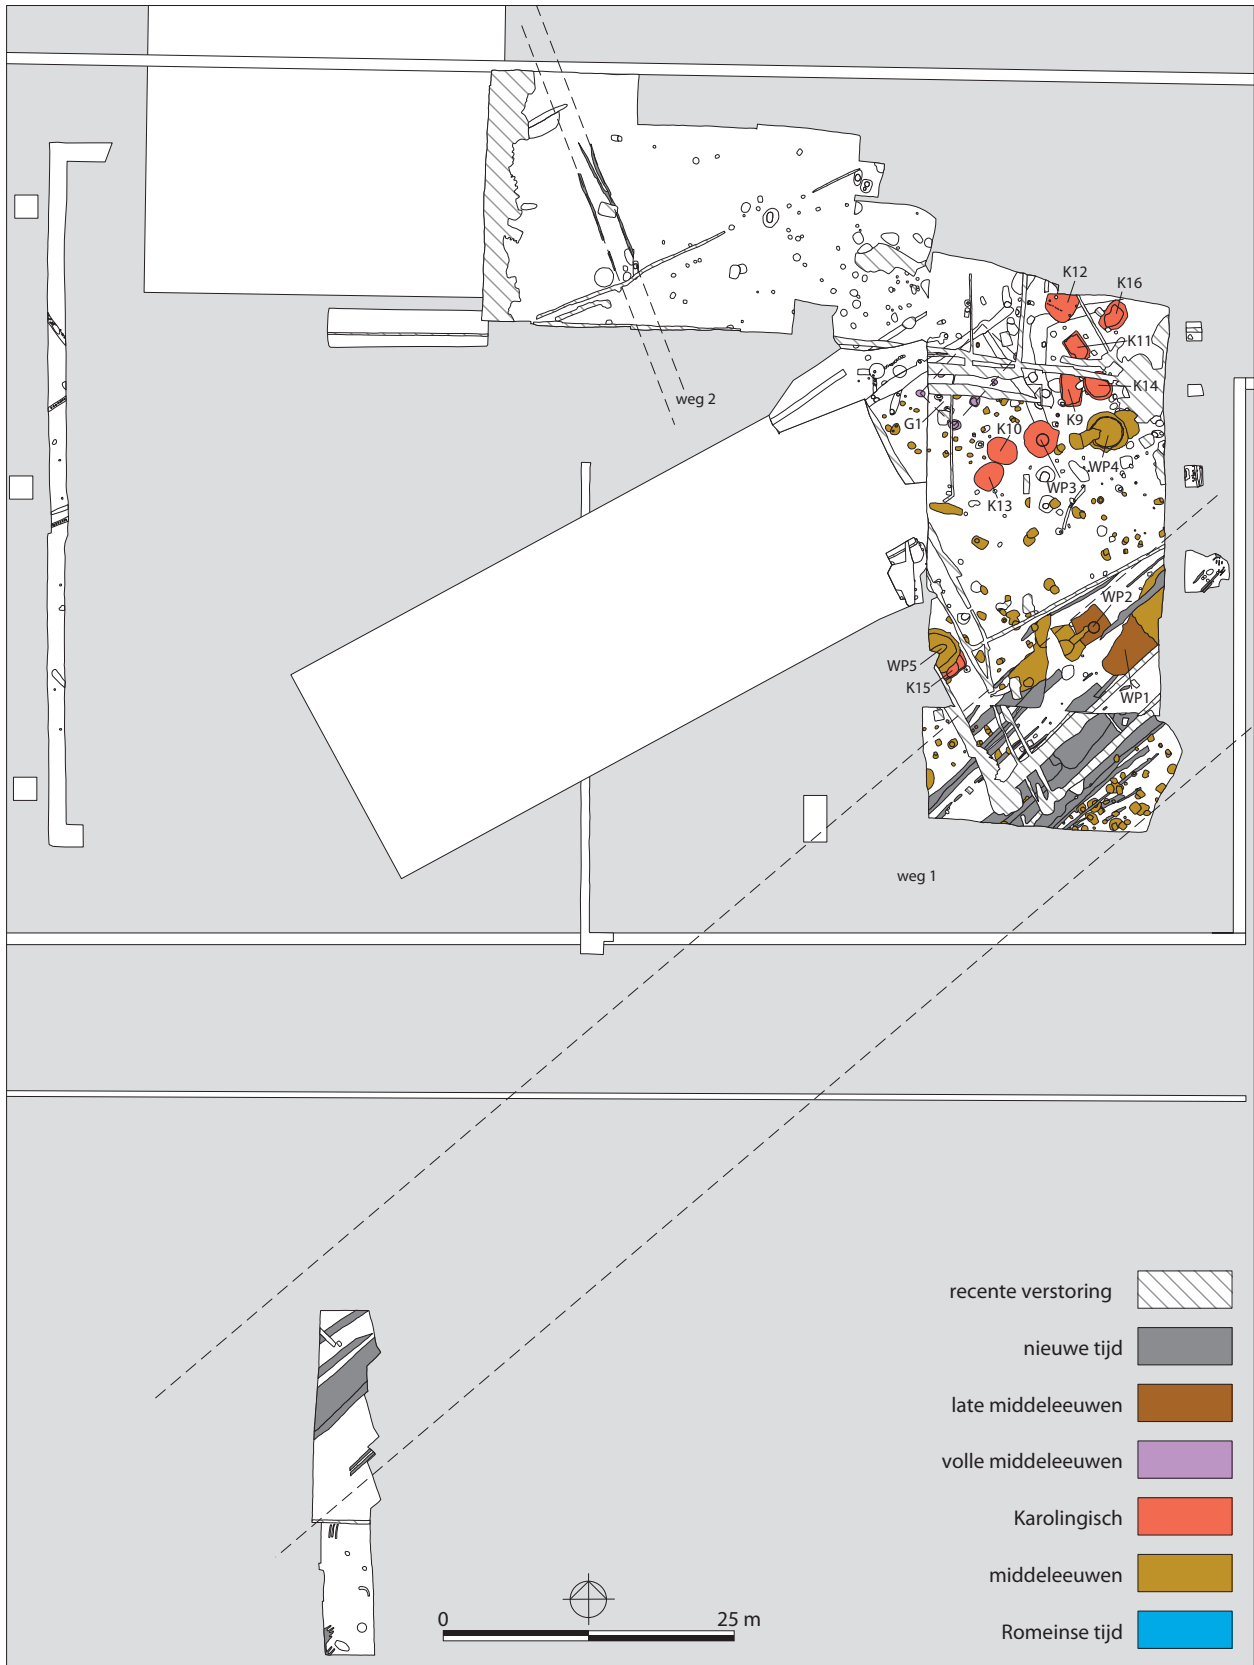 K12
K16
K11
K14
weg 2
K9
G1
K10
WP4
WP3
K13
WP2
WP5
K15
WP1
weg 1
recente verstoring
nieuwe tijd
late middeleeuwen
volle middeleeuwen
Karolingisch
middeleeuwen
Romeinse tijd
0 25 m